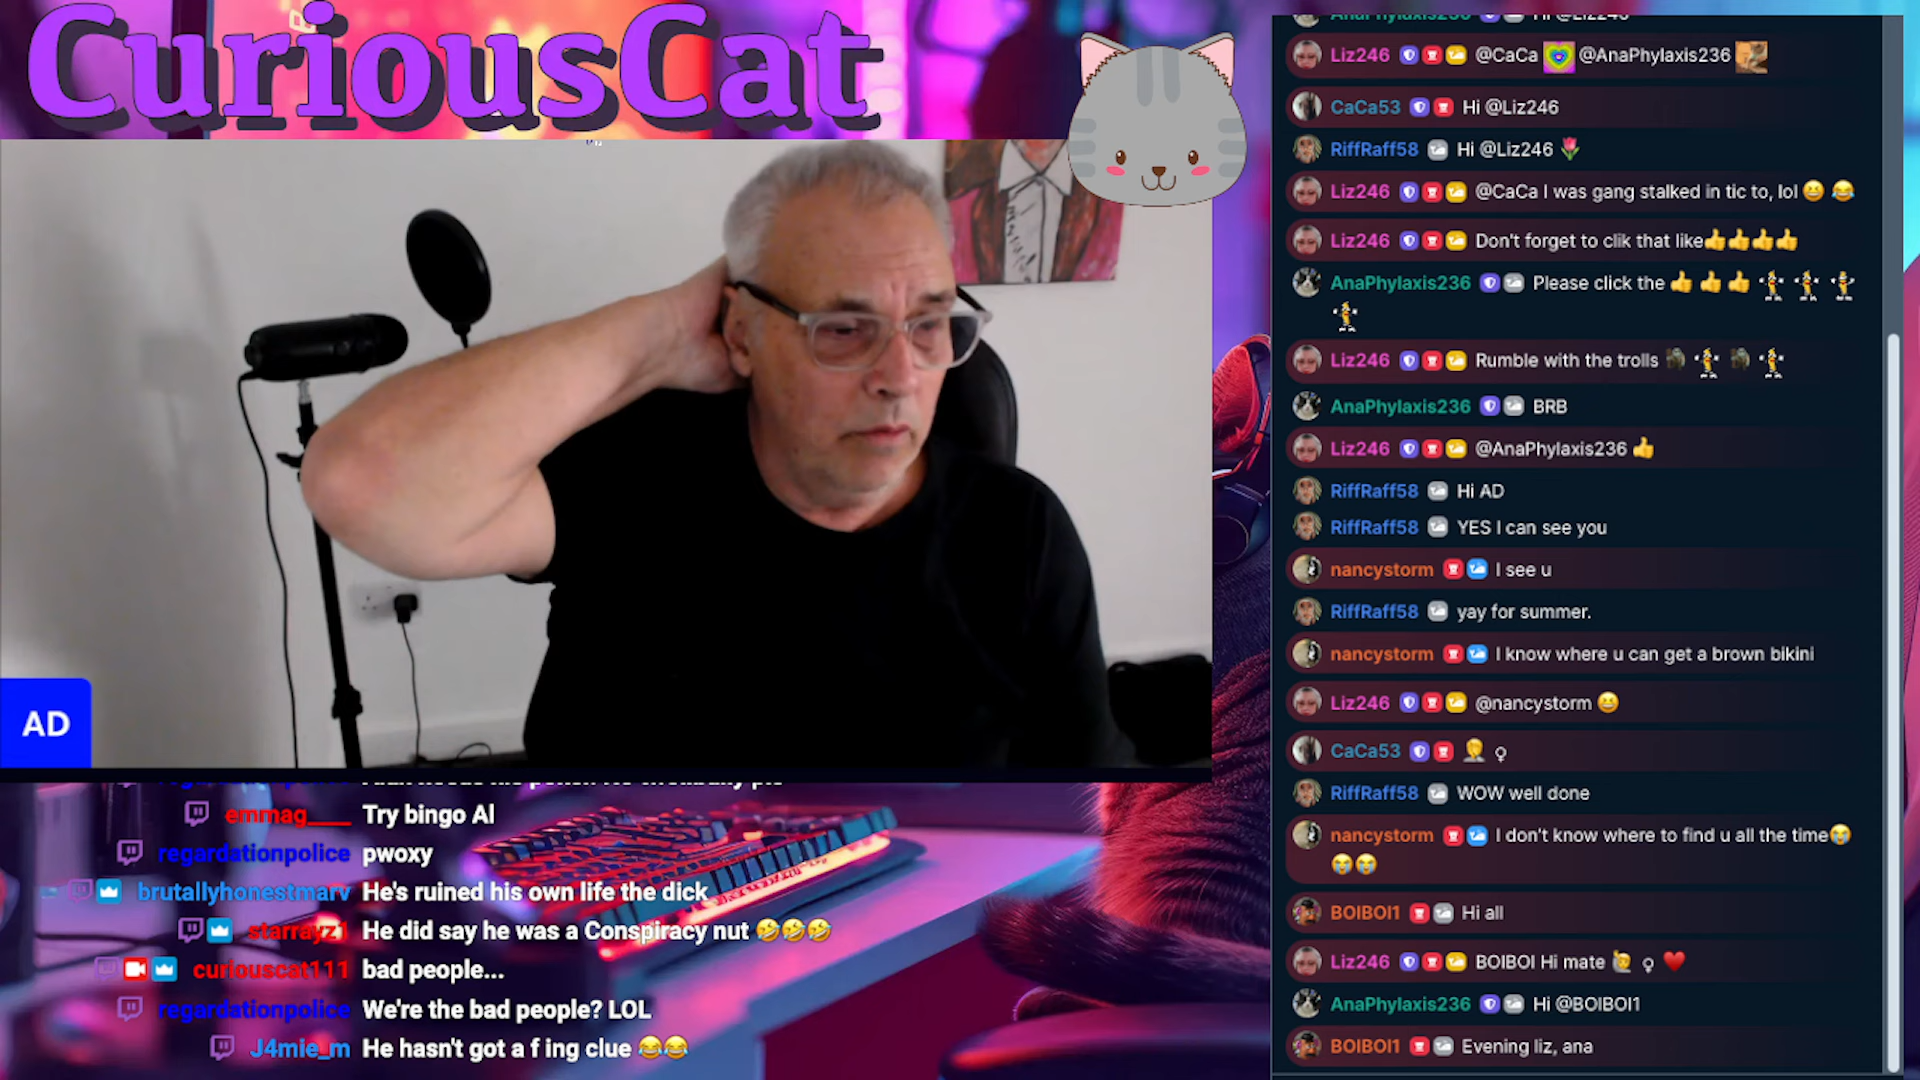 CuriousCat
AD
emmag____ Try bingo Al
regardationpolice pwoxy
brutallyhonestmarv He's ruined his own life the dick
starrayz1 He did say he was a Conspiracy nut 🤣🤣🤣
curiouscat111 bad people...
regardationpolice We're the bad people? LOL
J4mie_m He hasn't got a f ing clue 😂😂
AnaPhylaxis236 Hi @Liz246
Liz246 @CaCa @AnaPhylaxis236
CaCa53 Hi @Liz246
RiffRaff58 Hi @Liz246 🌷
Liz246 @CaCa I was gang stalked in tic to, lol 😆 😂
Liz246 Don't forget to clik that like👍👍👍👍
AnaPhylaxis236 Please click the 👍 👍 👍
Liz246 Rumble with the trolls
AnaPhylaxis236 BRB
Liz246 @AnaPhylaxis236 👍
RiffRaff58 Hi AD
RiffRaff58 YES I can see you
nancystorm I see u
RiffRaff58 yay for summer.
nancystorm I know where u can get a brown bikini
Liz246 @nancystorm 😆
CaCa53 🤦 ♀
RiffRaff58 WOW well done
nancystorm I don't know where to find u all the time😭
😭😭
BOIBOI1 Hi all
Liz246 BOIBOI Hi mate 🙋 ♀ ❤️
AnaPhylaxis236 Hi @BOIBOI1
BOIBOI1 Evening liz, ana